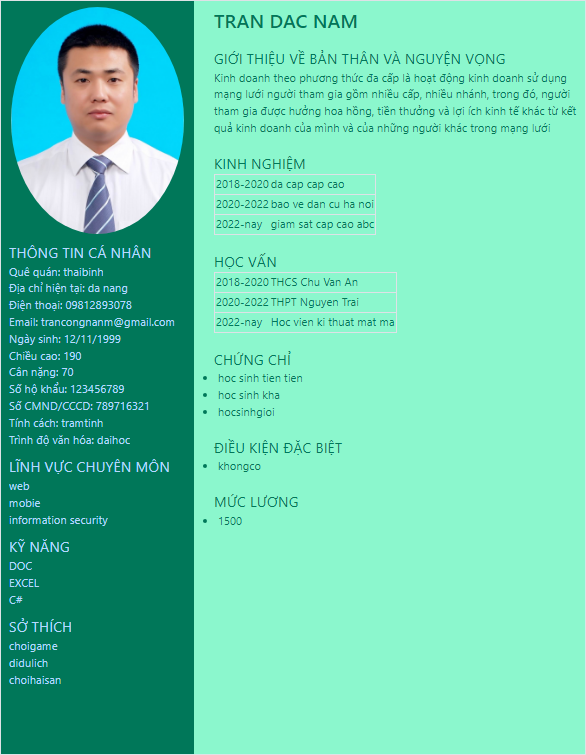 TRAN DAC NAM
GIỚI THIỆU VỀ BẢN THÂN VÀ NGUYỆN VỌNG
Kinh doanh theo phương thức đa cấp là hoạt động kinh doanh sử dụng
mạng lưới người tham gia gồm nhiều cấp, nhiều nhánh, trong đó, người
tham gia được hưởng hoa hồng, tiền thưởng và lợi ích kinh tế khác từ kết
quả kinh doanh của mình và của những người khác trong mạng lưới
KINH NGHIỆM
2018-2020 da cap cap cao
2020-2022 bao ve dan cu ha noi
2022-nay giam sat cap cao abc
HỌC VẤN
2018-2020 THCS Chu Van An
2020-2022 THPT Nguyen Trai
2022-nay Hoc vien ki thuat mat ma
CHỨNG CHỈ
hoc sinh tien tien
hoc sinh kha
hocsinhgioi
ĐIỀU KIỆN ĐẶC BIỆT
khongco
MỨC LƯƠNG
1500
THÔNG TIN CÁ NHÂN
Quê quán: thaibinh
Địa chỉ hiện tại: da nang
Điện thoại: 09812893078
Email: trancongnanm@gmail.com
Ngày sinh: 12/11/1999
Chiều cao: 190
Cân nặng: 70
Số hộ khẩu: 123456789
Số CMND/CCCD: 789716321
Tính cách: tramtinh
Trình độ văn hóa: daihoc
LĨNH VỰC CHUYÊN MÔN
web
mobie
information security
KỸ NĂNG
DOC
EXCEL
C#
SỞ THÍCH
choigame
didulich
choihaisan